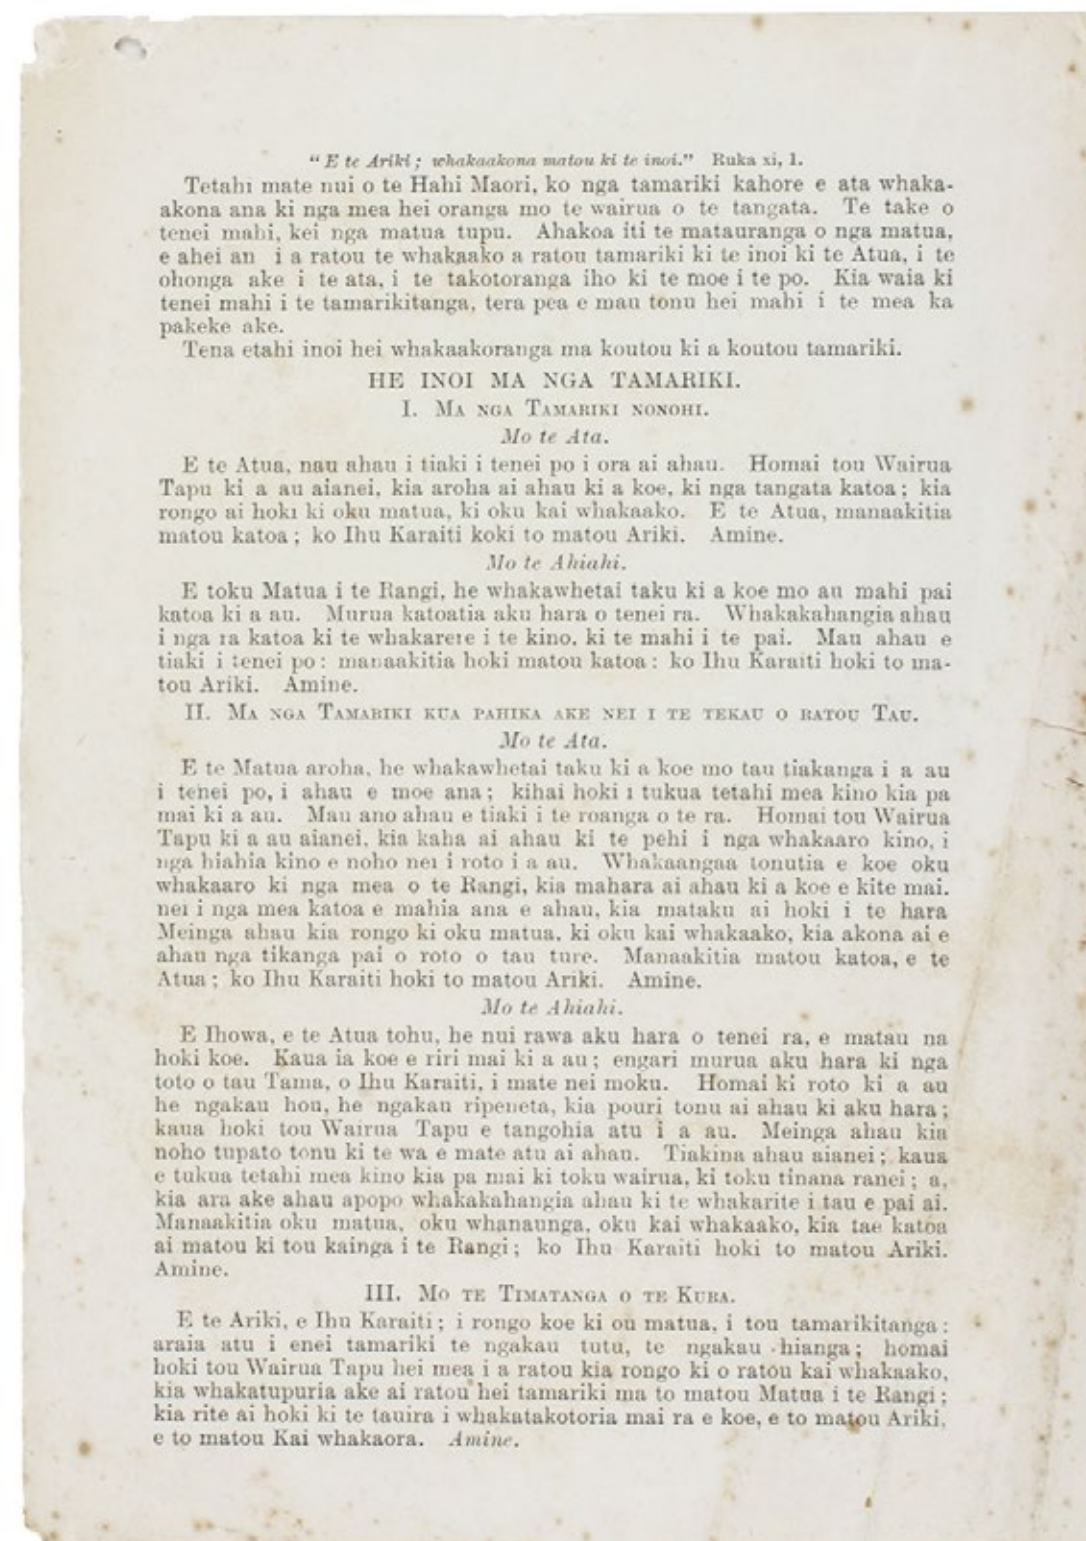 “ E te Ariki ; whakaakona matou ki te inoi.” Ruka xi, 1.
Tetahi mate nui o te Hahi Maori, ko nga tamariki kahore e ata whaka-
akona ana ki nga mea hei oranga mo te wairua o te tangata. Te take o
tenei mahi, kei nga matua tupu. Ahakoa iti te matauranga o nga matua,
e ahei an i a ratou te whakaako a ratou tamariki ki te inoi ki te Atua, i te
ohonga ake i te ata, i te takotoranga iho ki te moe i te po. Kia waia ki
tenei mahi i te tamarikitanga, tera pea e mau tonu hei mahi i te mea ka
pakeke ake.
Tena etahi inoi hei whakaakoranga ma koutou ki a koutou tamariki.
HE INOI MA NGA TAMARIKI.
I. MA NGA TAMARIKI NONOHI.
Mo te Ata.
E te Atua, nau ahau i tiaki i tenei po i ora ai ahau. Homai tou Wairua
Tapu ki a au aianei, kia aroha ai ahau ki a koe, ki nga tangata katoa ; kia
rongo ai hoki ki oku matua, ki oku kai whakaako. E te Atua, manaakitia
matou katoa ; ko Ihu Karaiti koki to matou Ariki. Amine.
Mo te Ahiahi.
E toku Matua i te Rangi, he whakawhetai taku ki a koe mo au mahi pai
katoa ki a au. Murua katoatia aku hara o tenei ra. Whakakahangia ahau
i nga ra katoa ki te whakarere i te kino, ki te mahi i te pai. Mau ahau e
tiaki i tenei po : manaakitia hoki matou katoa : ko Ihu Karaiti hoki to ma-
tou Ariki. Amine.
II. MA NGA TAMARIKI KUA PAHIKA AKE NEI I TE TEKAU O RATOU TAU.
Mo te Ata.
E te Matua aroha, he whakawhetai taku ki a koe mo tau tiakanga i a au
i tenei po, i ahau e moe ana ; kihai hoki i tukua tetahi mea kino kia pa
mai ki a au. Mau ano ahau e tiaki i te roanga o te ra. Homai tou Wairua
Tapu ki a au aianei, kia kaha ai ahau ki te pehi i nga whakaaro kino, i
nga hiahia kino e noho nei i roto i a au. Whakaangaa tonutia e koe oku
whakaaro ki nga mea o te Rangi, kia mahara ai ahau ki a koe e kite mai.
nei i nga mea katoa e mahia ana e ahau, kia mataku ai hoki i te hara
Meinga ahau kia rongo ki oku matua, ki oku kai whakaako, kia akona ai e
ahau nga tikanga pai o roto o tau ture. Manaakitia matou katoa, e te
Atua ; ko Ihu Karaiti hoki to matou Ariki. Amine.
Mo te Ahiahi.
E Ihowa, e te Atua tohu, he nui rawa aku hara o tenei ra, e matau na
hoki koe. Kaua ia koe e riri mai ki a au ; engari murua aku hara ki nga
toto o tau Tama, o Ihu Karaiti, i mate nei moku. Homai ki roto ki a au
he ngakau hou, he ngakau ripeneta, kia pouri tonu ai ahau ki aku hara ;
kaua hoki tou Wairua Tapu e tangohia atu i a au. Meinga ahau kia
noho tupato tonu ki te wa e mate atu ai ahau. Tiakina ahau aianei ; kaua
e tukua tetahi mea kino kia pa mai ki toku wairua, ki toku tinana ranei ; a,
kia ara ake ahau apopo whakakahangia ahau ki te whakarite i tau e pai ai.
Manaakitia oku matua, oku whanaunga, oku kai whakaako, kia tae katoa
ai matou ki tou kainga i te Rangi ; ko Ihu Karaiti hoki to matou Ariki.
Amine.
III. MO TE TIMATANGA O TE KURA.
E te Ariki, e Ihu Karaiti ; i rongo koe ki ou matua, i tou tamarikitanga :
araia atu i enei tamariki te ngakau tutu, te ngakau hianga ; homai
hoki tou Wairua Tapu hei mea i a ratou kia rongo ki o ratou kai whakaako,
kia whakatupuria ake ai ratou hei tamariki ma to matou Matua i te Rangi ;
kia rite ai hoki ki te tauira i whakatakotoria mai ra e koe, e to matou Ariki,
e to matou Kai whakaora. Amine.